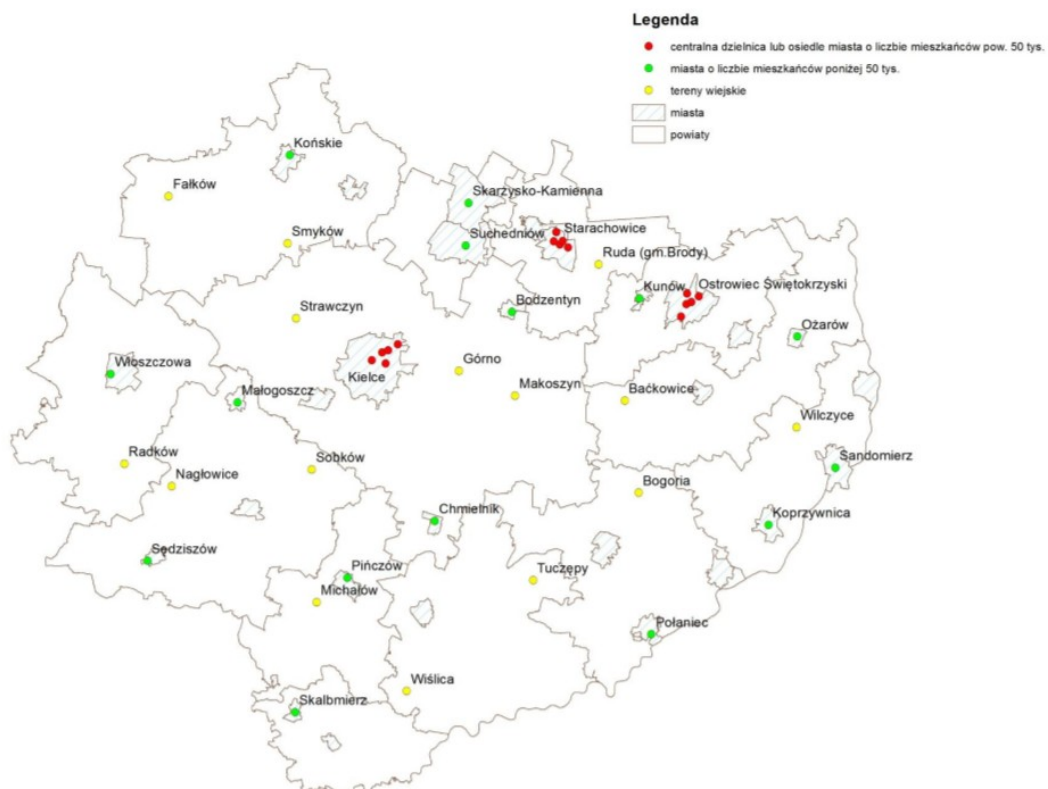 Legenda
centralna dzielnica lub osiedle miasta o liczbie mieszkańców pow. 50 tys.
miasta o liczbie mieszkańców poniżej 50 tys.
tereny wiejskie
miasta
powiaty
Końskie
Fałków
Skarżysko-Kamienna
Starachowice
Smyków
Suchedniów
Ruda (gm.Brody)
Kunów
Ostrowiec Świętokrzyski
Bodzentyn
Strawczyn
Ożarów
Włoszczowa
Górno
Kielce
Małogoszcz
Makoszyn
Baćkowice
Wilczyce
Radków
Sobków
Sandomierz
Nagłowice
Bogoria
Chmielnik
Koprzywnica
Sędziszów
Pińczów
Tuczępy
Michałów
Połaniec
Wiślica
Skalbmierz